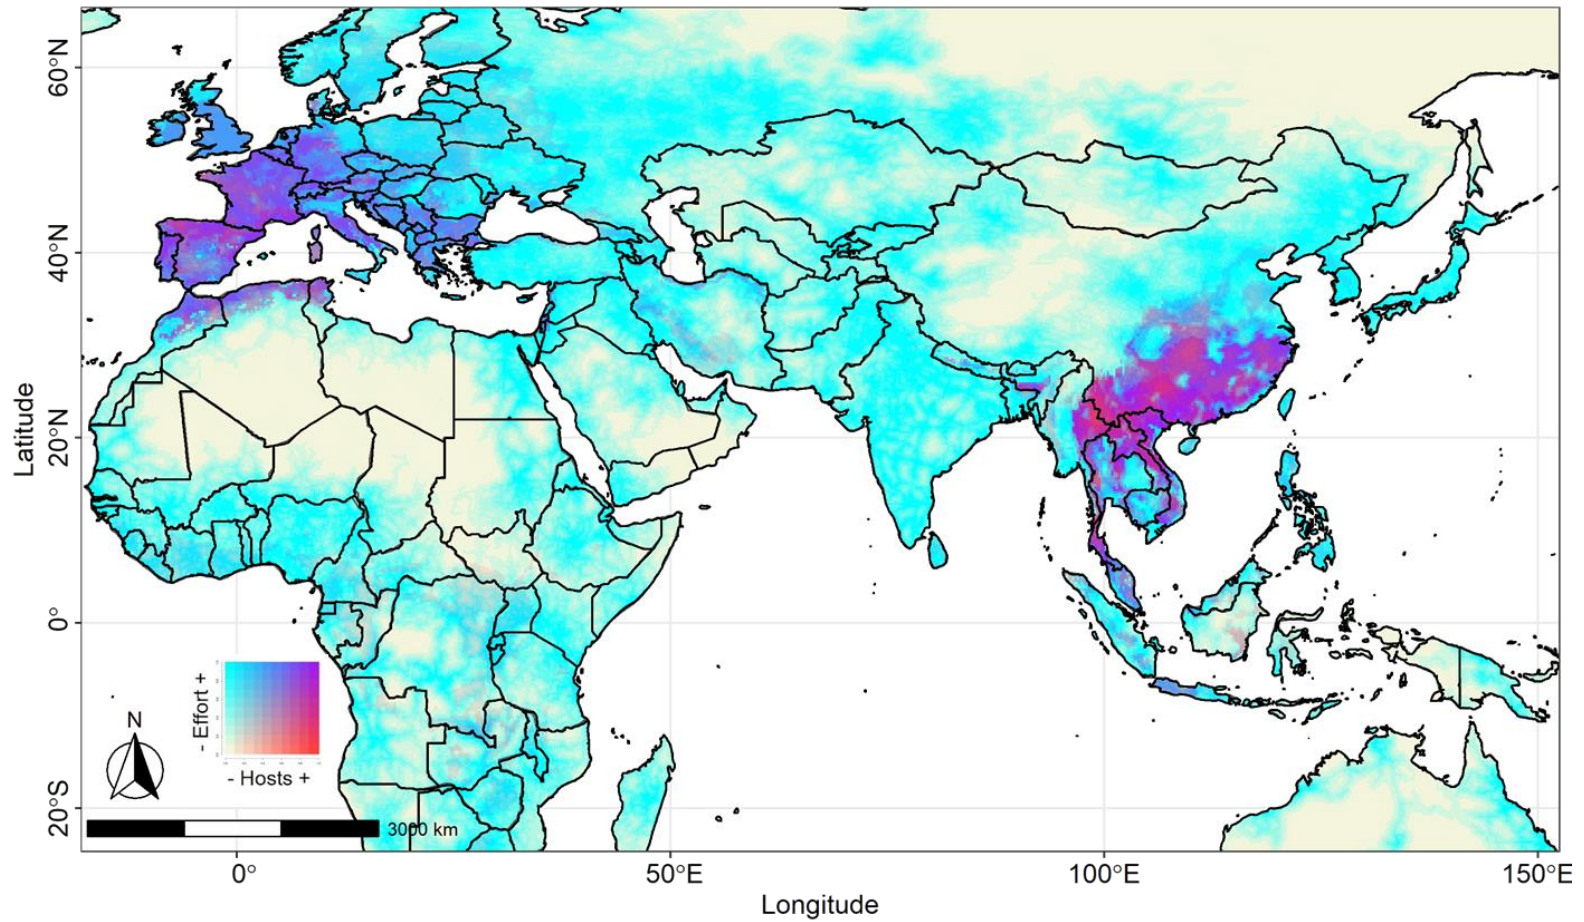 60°N
40°N
20°N
0°
20°S
Latitude
- Effort +
- Hosts +
N
3000 km
0°
50°E
100°E
150°E
Longitude